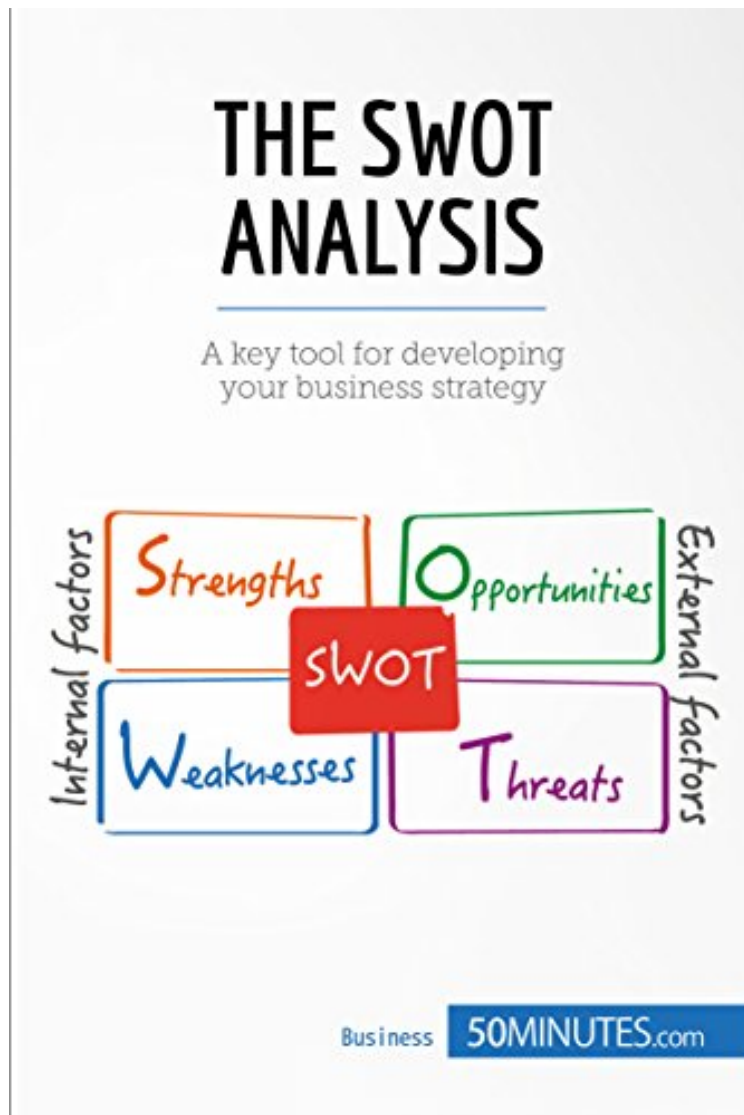 THE SWOT
ANALYSIS
A key tool for developing
your business strategy
Internal factors
Strengths
Opportunities
External factors
SWOT
Weaknesses
Threats
Business
50MINUTES.com